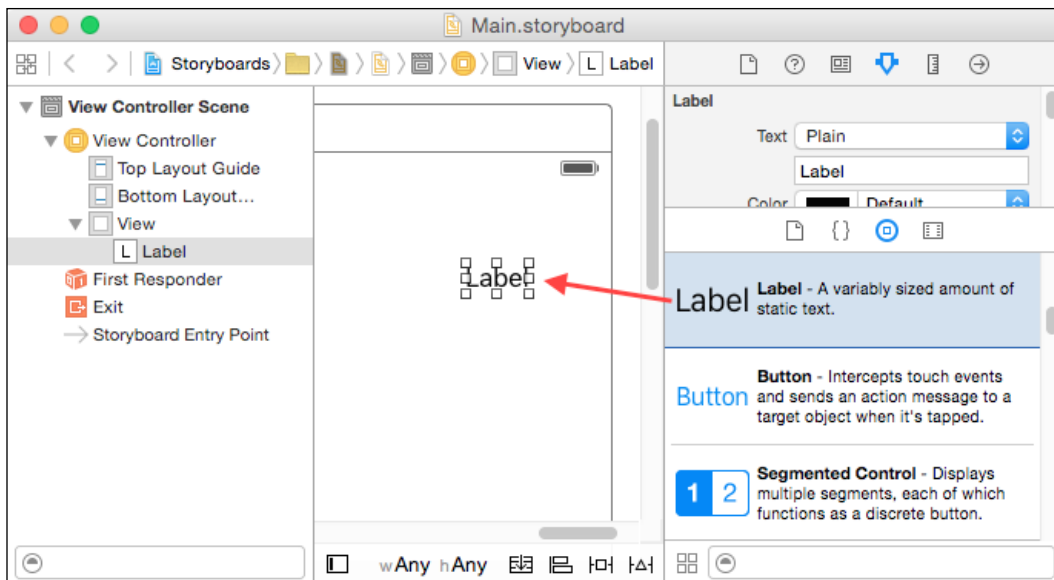 Main.storyboard
Storyboards
View
L Label
View Controller Scene
View Controller
Top Layout Guide
Bottom Layout...
View
L Label
First Responder
Exit
Storyboard Entry Point
Label
wAny hAny
Label
Text Plain
Label
Color Default
{}
Label Label - A variably sized amount of
static text.
Button Button - Intercepts touch events
and sends an action message to a
target object when it's tapped.
1 2 Segmented Control - Displays
multiple segments, each of which
functions as a discrete button.